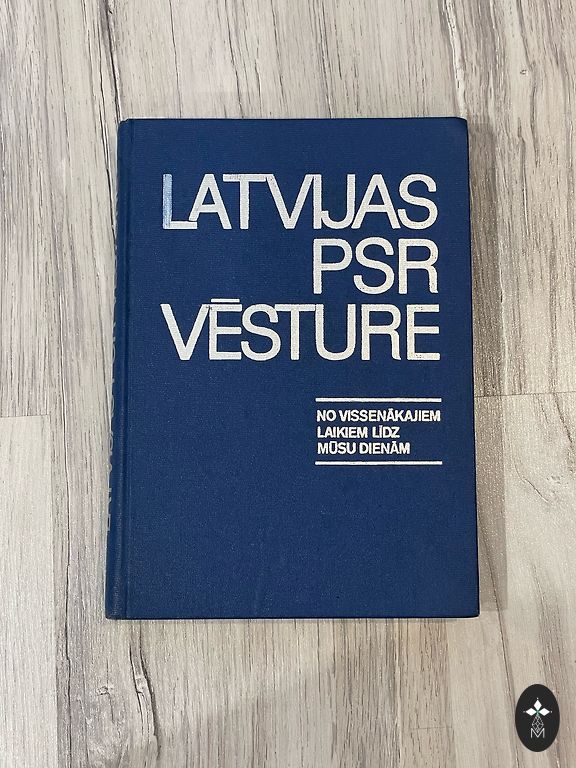 LATVIJAS
PSR
VĒSTURE
NO VISSENĀKAJIEM
LAIKIEM LĪDZ
MŪSU DIENĀM